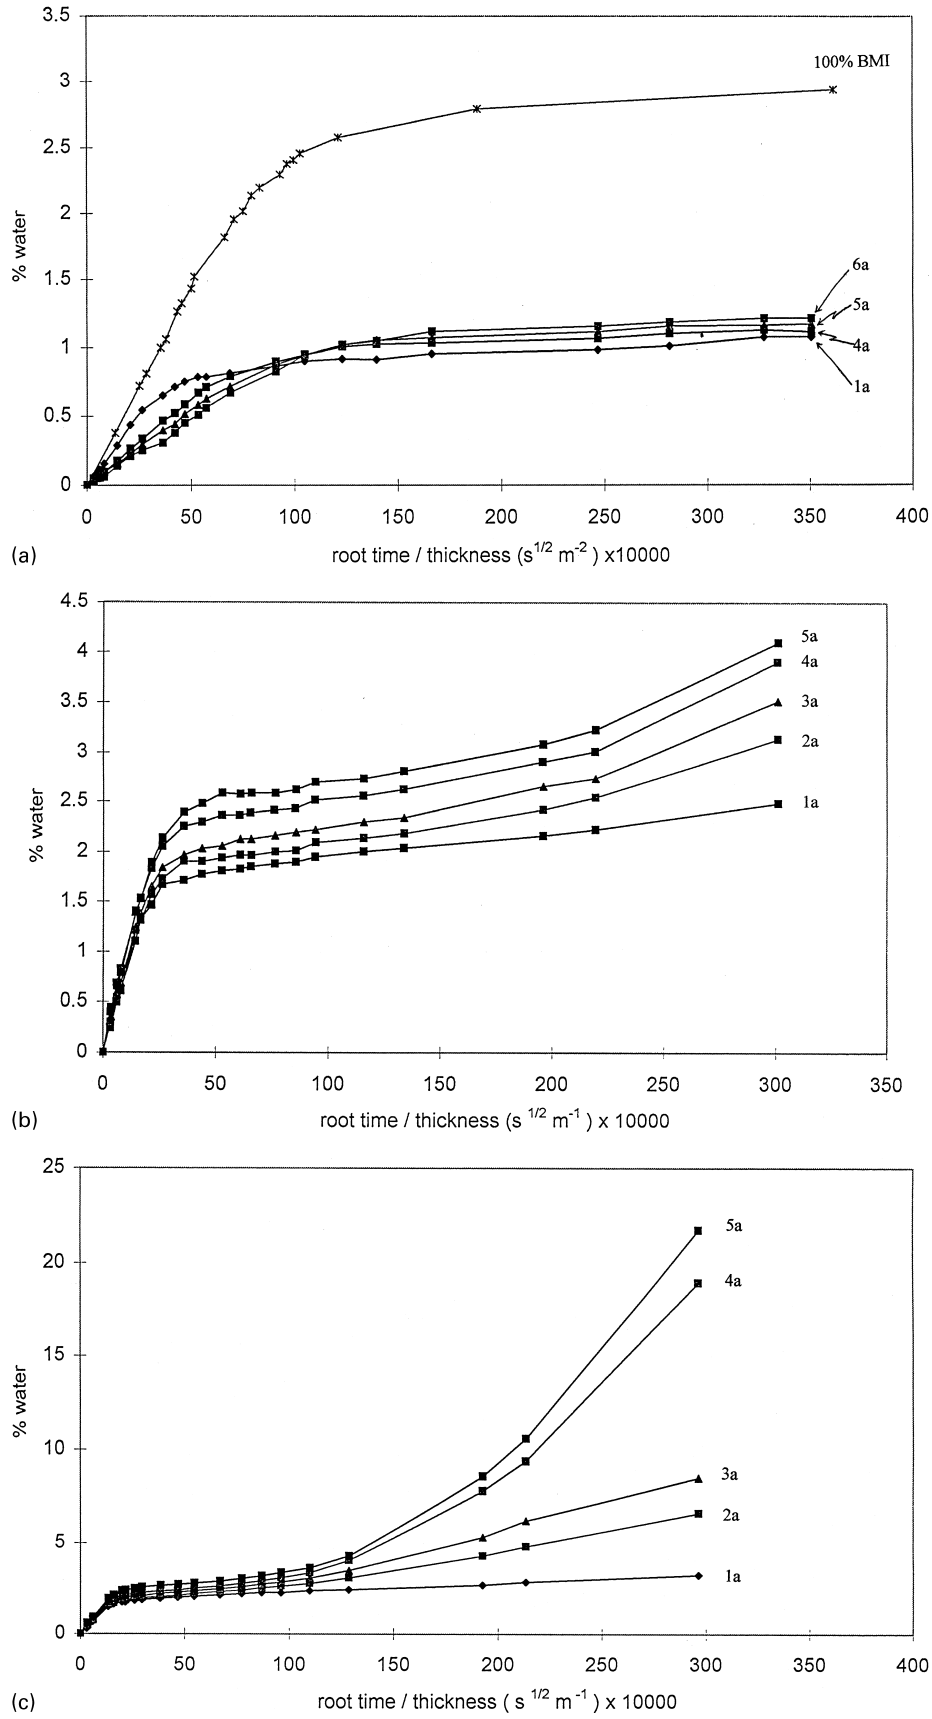 3.5
3
2.5
2
1.5
1
0.5
0
% water
100% BMI
6a
5a
4a
1a
0 50 100 150 200 250 300 350 400
(a) root time / thickness (s1/2 m-2 ) x10000
4.5
4
3.5
3
2.5
2
1.5
1
0.5
0
% water
5a
4a
3a
2a
1a
0 50 100 150 200 250 300 350
(b) root time / thickness (s 1/2 m-1 ) x 10000
25
20
15
10
5
0
% water
5a
4a
3a
2a
1a
0 50 100 150 200 250 300 350 400
(c) root time / thickness ( s 1/2 m-1 ) x 10000